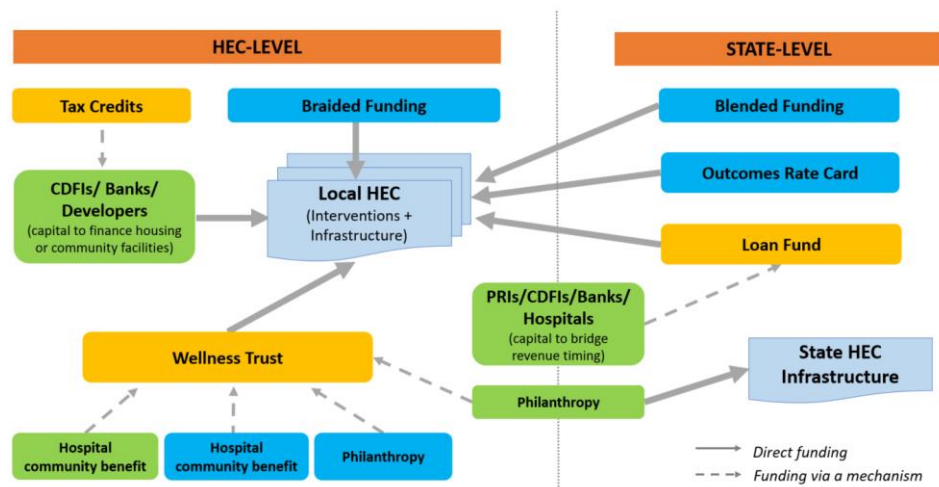 HEC-LEVEL
STATE-LEVEL
Tax Credits
Braided Funding
Blended Funding
CDFIs/ Banks/
Developers
(capital to finance housing
or community facilities)
Local HEC
(Interventions +
Infrastructure)
Outcomes Rate Card
Loan Fund
PRIs/CDFIs/Banks/
Hospitals
(capital to bridge
revenue timing)
Wellness Trust
State HEC
Infrastructure
Philanthropy
Hospital
community benefit
Hospital
community benefit
Philanthropy
Direct funding
Funding via a mechanism